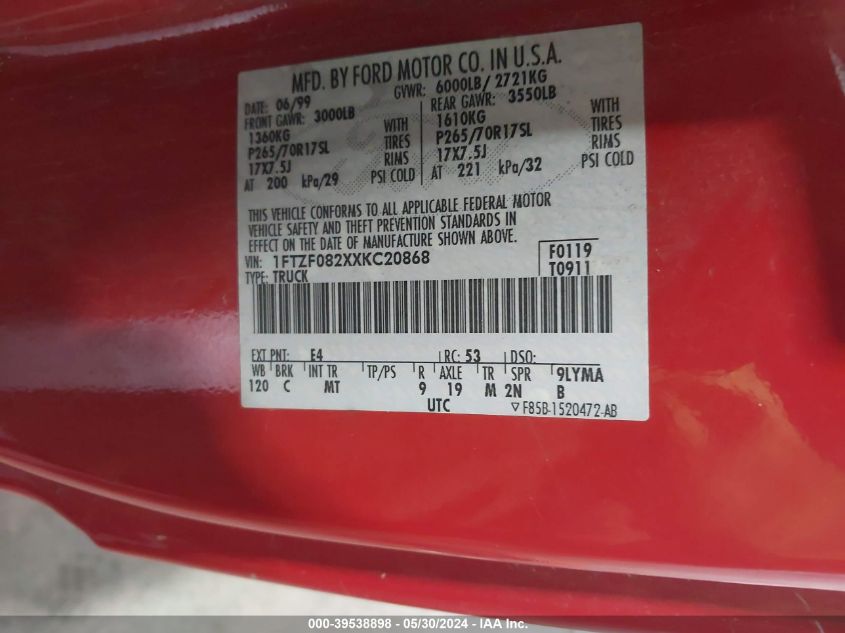 MFD. BY FORD MOTOR CO. IN U.S.A.
DATE: 06/99 GVWR: 6000LB/ 2721KG
FRONT GAWR: 3000LB REAR GAWR: 3550LB
1360KG WITH 1610KG WITH
P265/70R17SL TIRES P265/70R17SL TIRES
17X7.5J RIMS 17X7.5J RIMS
AT 200 kPa/29 PSI COLD AT 221 kPa/32 PSI COLD
THIS VEHICLE CONFORMS TO ALL APPLICABLE FEDERAL MOTOR
VEHICLE SAFETY AND THEFT PREVENTION STANDARDS IN
EFFECT ON THE DATE OF MANUFACTURE SHOWN ABOVE.
VIN: 1FTZF082XXKC20868 F0119
TYPE: TRUCK T0911
EXT PNT: E4 RC: 53 DSO:
WB BRK INT TR TP/PS R AXLE TR SPR 9LYMA
120 C MT 9 19 M 2N B
UTC ▽ F85B-1520472-AB
000-39538898 - 05/30/2024 - IAA Inc.